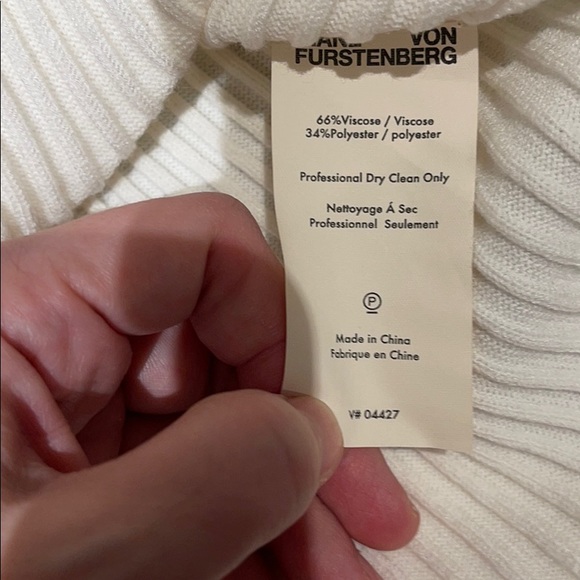 VON
FURSTENBERG
66%Viscose / Viscose
34%Polyester / polyester
Professional Dry Clean Only
Nettoyage À Sec
Professionnel Seulement
P
Made in China
Fabrique en Chine
V# 04427